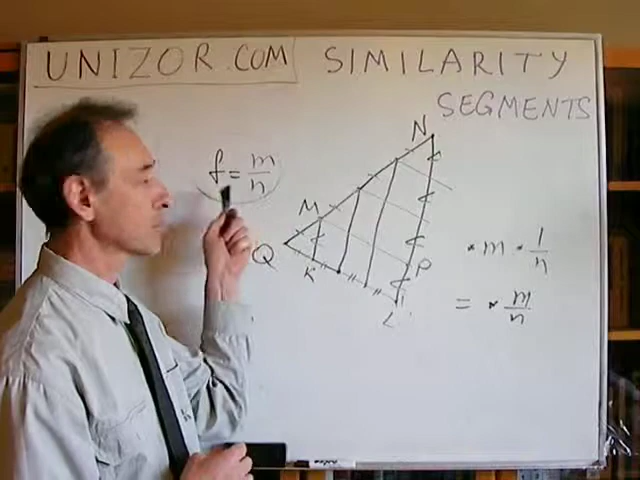 UNIZOR.COM
SIMILARITY
SEGMENTS
f = m/n
N
M
Q
K
P
L
* m * 1/n
= * m/n